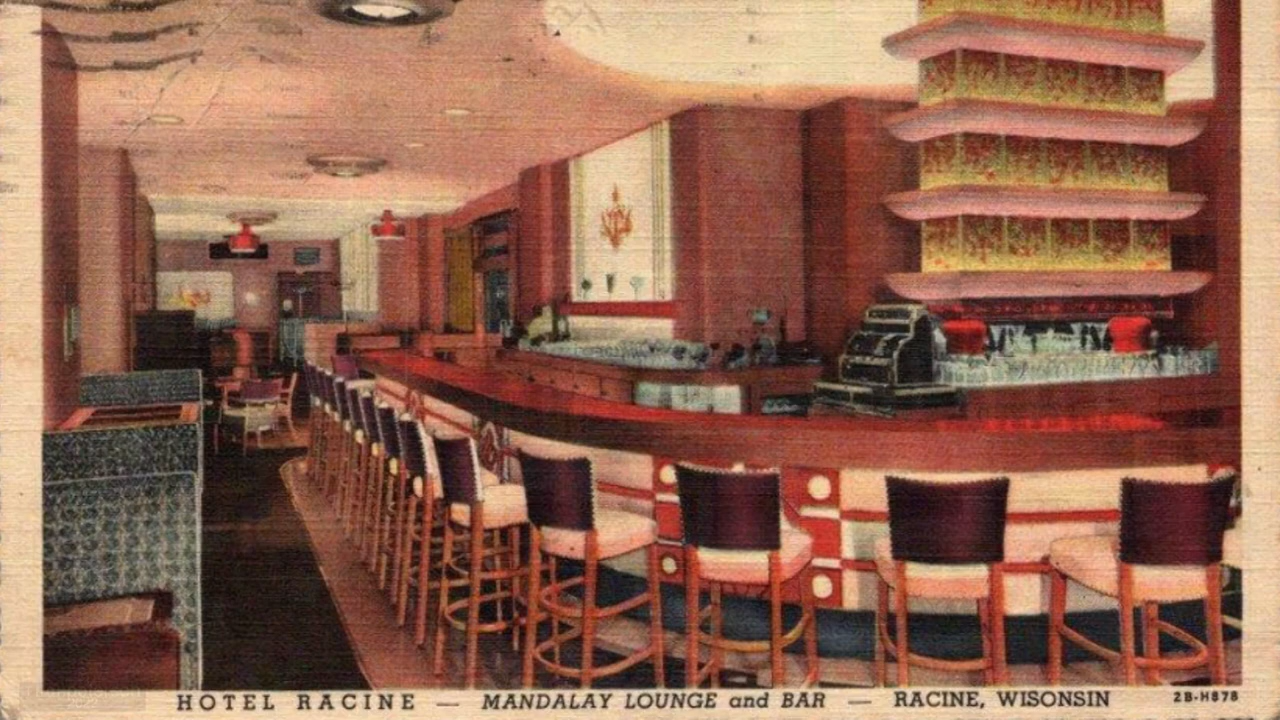 HOTEL RACINE — MANDALAY LOUNGE and BAR — RACINE, WISONSIN 2B-H878